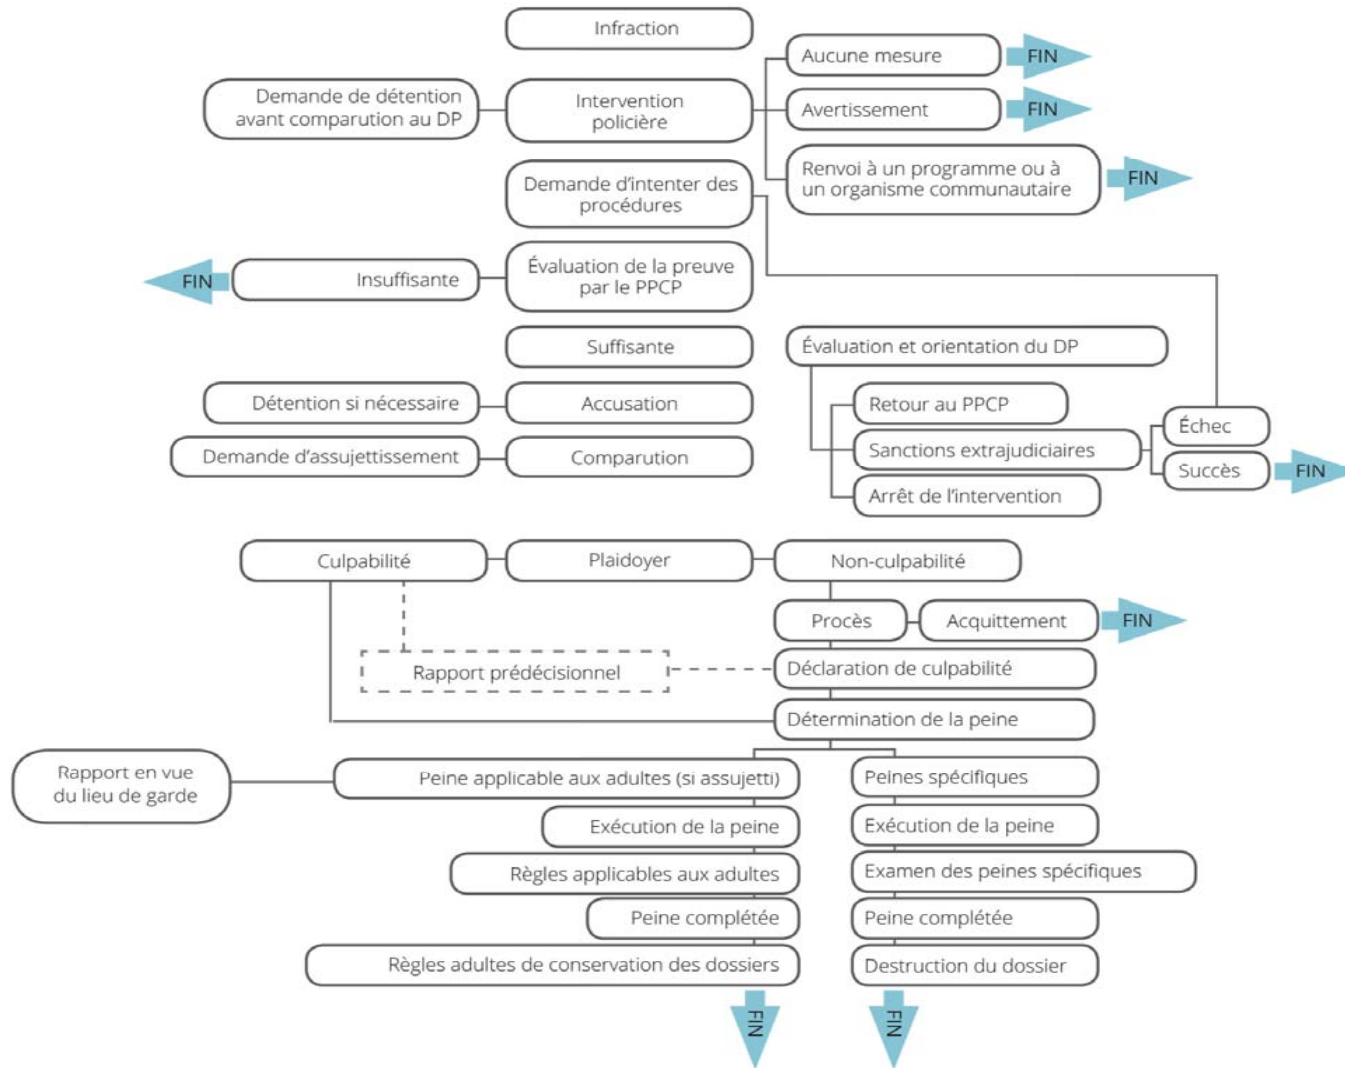 Infraction
Aucune mesure
FIN
Demande de détention
avant comparution au DP
Intervention
policière
Avertissement
FIN
Renvoi à un programme ou à
un organisme communautaire
FIN
Demande d'intenter des
procédures
FIN
Insuffisante
Évaluation de la preuve
par le PPCP
Suffisante
Évaluation et orientation du DP
Détention si nécessaire
Accusation
Retour au PPCP
Échec
Demande d'assujettissement
Comparution
Sanctions extrajudiciaires
Succès
FIN
Arrêt de l'intervention
Culpabilité
Plaidoyer
Non-culpabilité
Procès
Acquittement
FIN
Rapport prédécisionnel
Déclaration de culpabilité
Détermination de la peine
Rapport en vue
du lieu de garde
Peine applicable aux adultes (si assujetti)
Peines spécifiques
Exécution de la peine
Exécution de la peine
Règles applicables aux adultes
Examen des peines spécifiques
Peine complétée
Peine complétée
Règles adultes de conservation des dossiers
Destruction du dossier
FIN
FIN